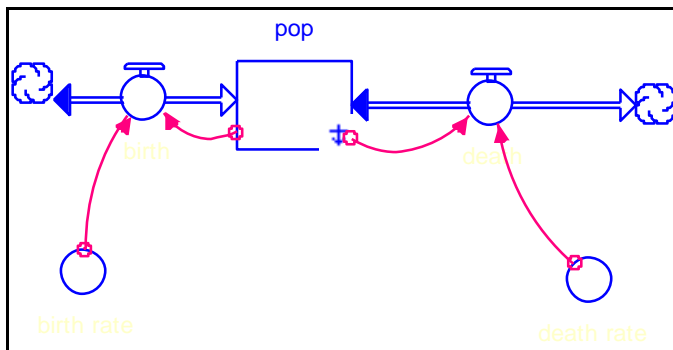 pop
birth
death
birth rate
death rate